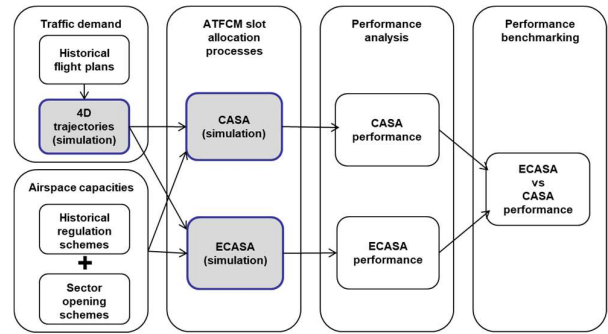 Traffic demand
Historical
flight plans
4D
trajectories
(simulation)
Airspace capacities
Historical
regulation
schemes
+
Sector
opening
schemes
ATFCM slot
allocation
processes
CASA
(simulation)
ECASA
(simulation)
Performance
analysis
CASA
performance
ECASA
performance
Performance
benchmarking
ECASA
vs
CASA
performance